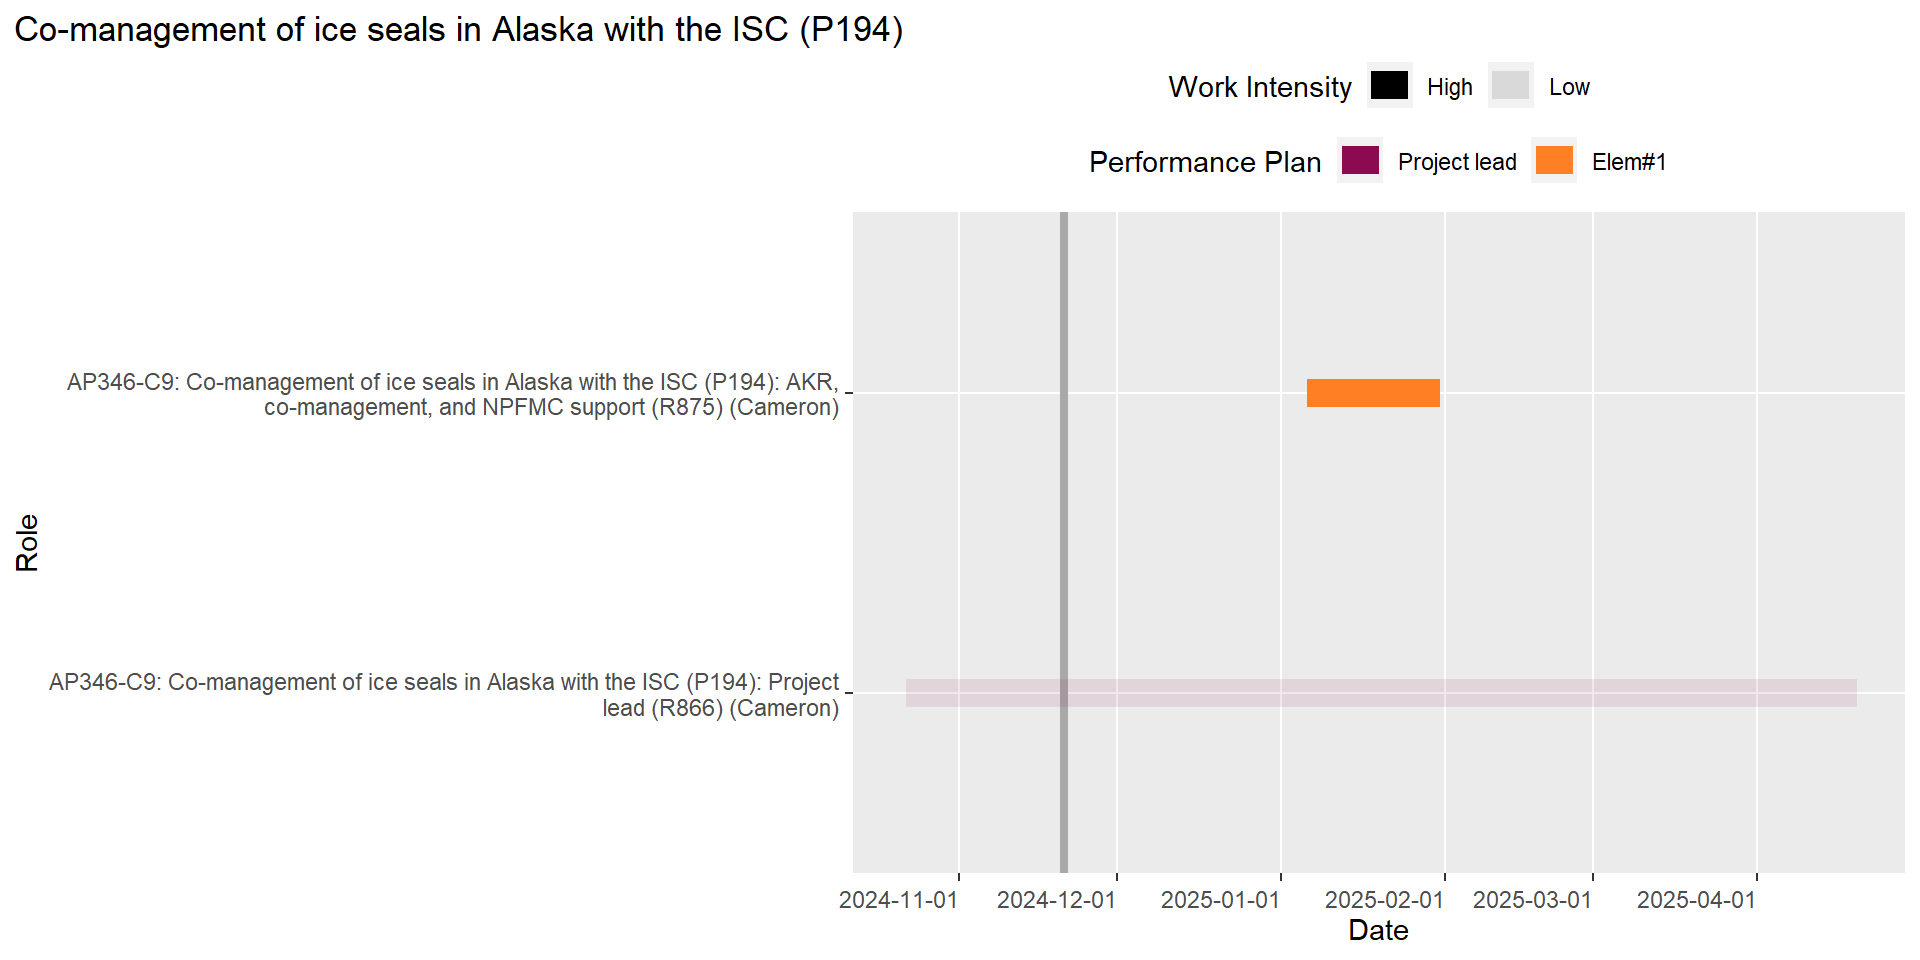 Co-management of ice seals in Alaska with the ISC (P194)
Work Intensity High Low
Performance Plan Project lead Elem#1
AP346-C9: Co-management of ice seals in Alaska with the ISC (P194): AKR,
co-management, and NPFMC support (R875) (Cameron)
Role
AP346-C9: Co-management of ice seals in Alaska with the ISC (P194): Project
lead (R866) (Cameron)
2024-11-01 2024-12-01 2025-01-01 2025-02-01 2025-03-01 2025-04-01
Date